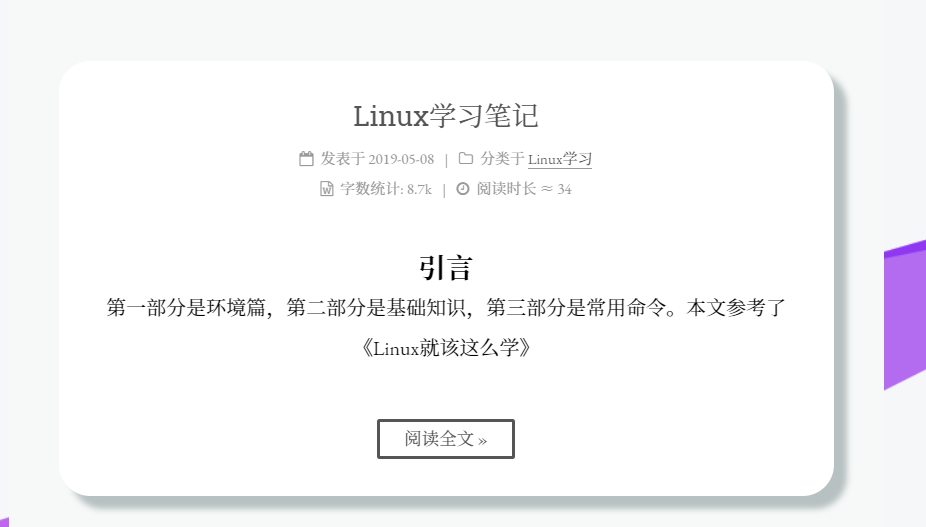 Linux学习笔记
发表于 2019-05-08 | 分类于 Linux学习
字数统计: 8.7k | 阅读时长 ≈ 34
引言
第一部分是环境篇，第二部分是基础知识，第三部分是常用命令。本文参考了
《Linux就该这么学》
阅读全文 »